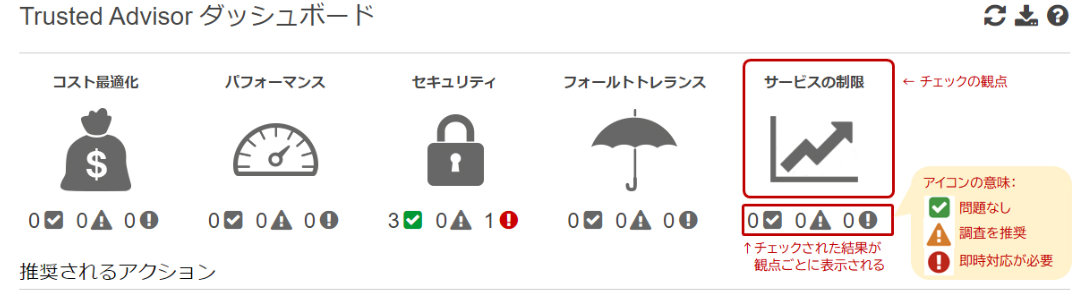 Trusted Advisor ダッシュボード
コスト最適化
パフォーマンス
セキュリティ
フォールトトレランス
サービスの制限
← チェックの観点
$
アイコンの意味:
問題なし
調査を推奨
即時対応が必要
0 0 0
0 0 0
3 0 1
0 0 0
0 0 0
↑チェックされた結果が
観点ごとに表示される
推奨されるアクション